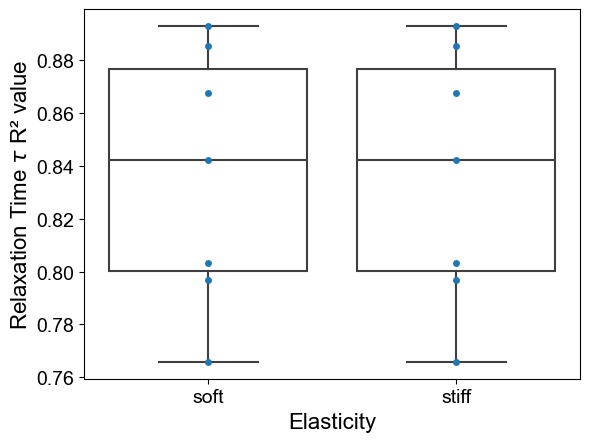 Relaxation Time τ R² value
0.88
0.86
0.84
0.82
0.80
0.78
0.76
soft
stiff
Elasticity